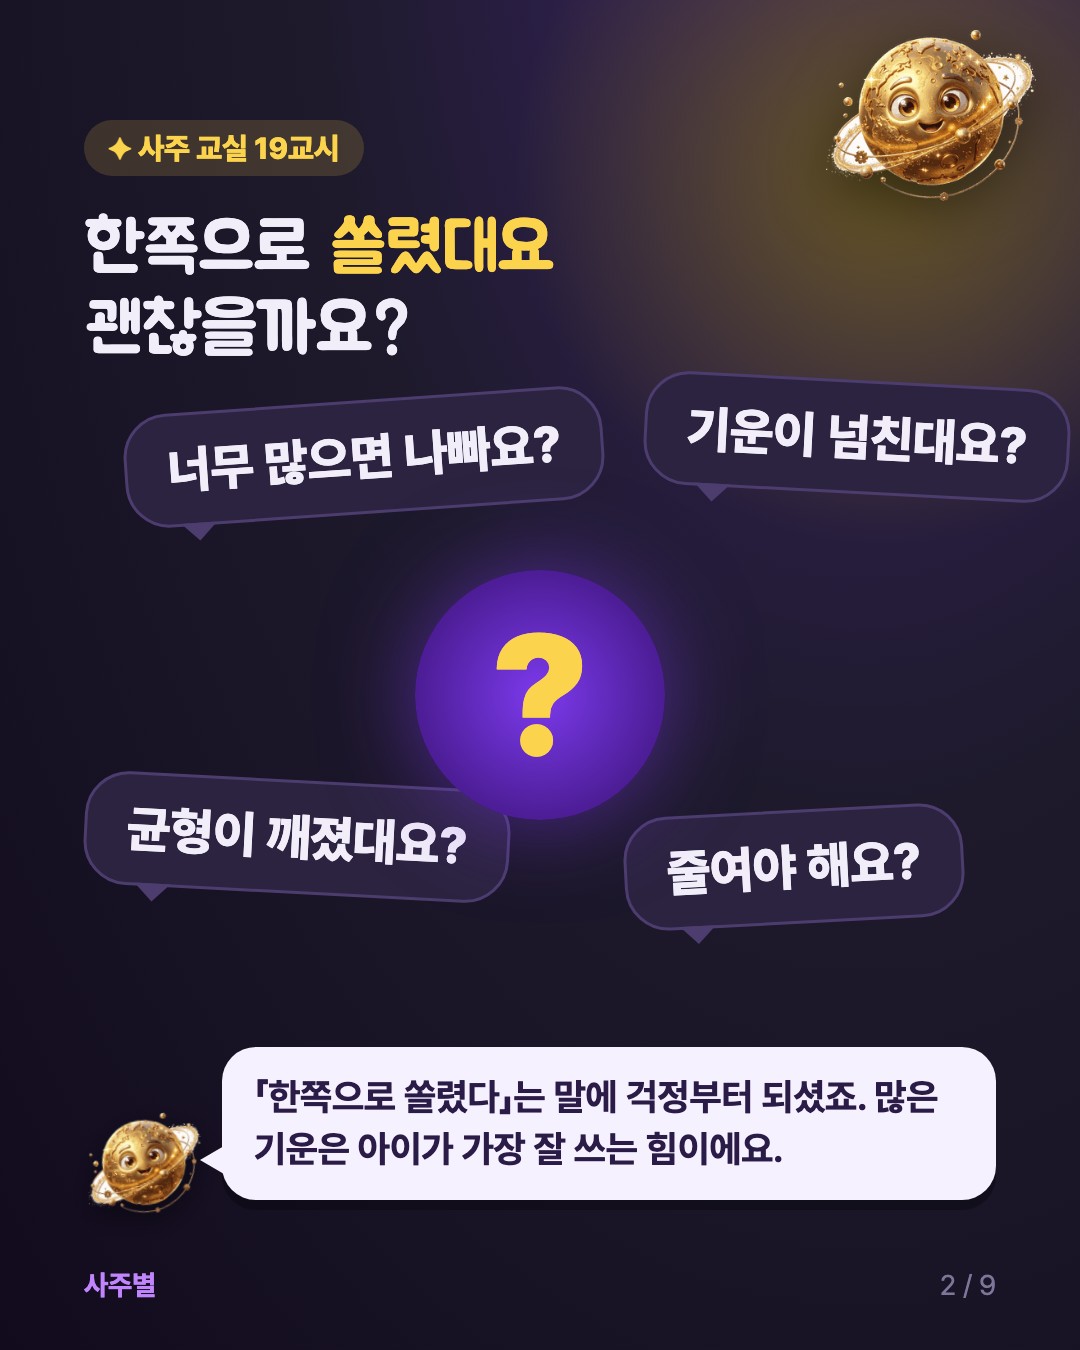 ✦ 사주 교실 19교시
한쪽으로 쏠렸대요
괜찮을까요?
너무 많으면 나빠요?
기운이 넘친대요?
?
균형이 깨졌대요?
줄여야 해요?
「한쪽으로 쏠렸다」는 말에 걱정부터 되셨죠. 많은
기운은 아이가 가장 잘 쓰는 힘이에요.
사주별
2 / 9